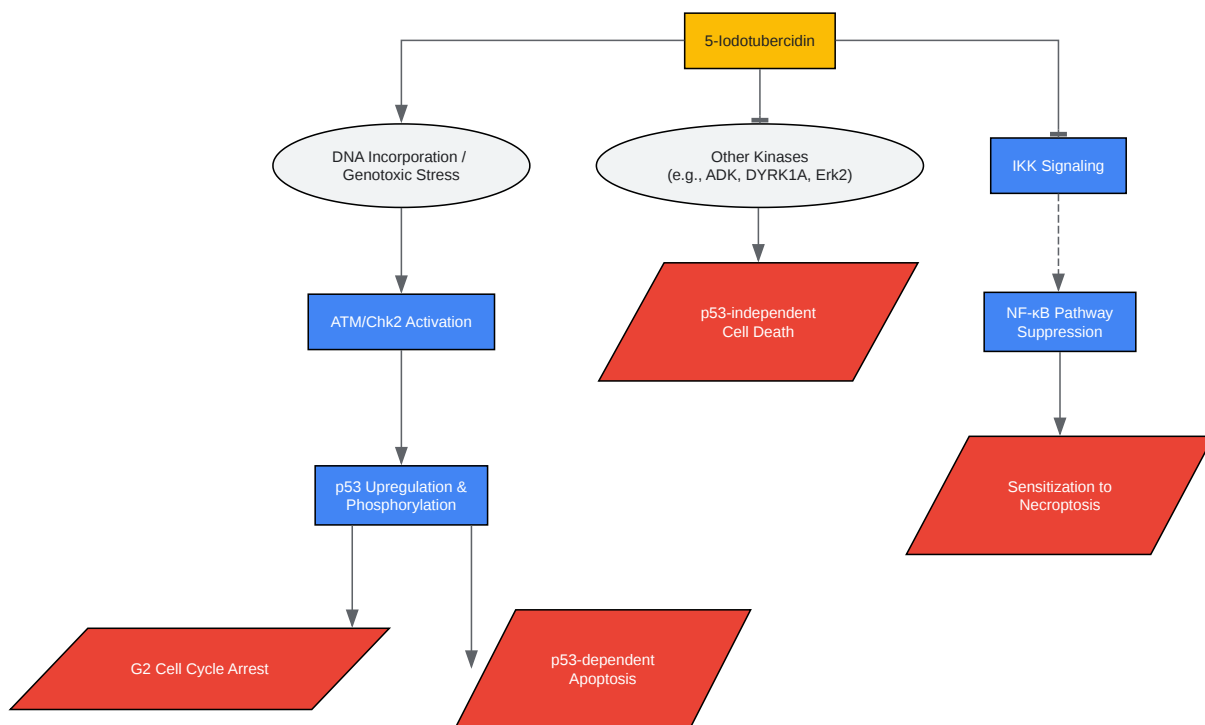 5-Iodotubercidin
DNA Incorporation /
Genotoxic Stress
Other Kinases
(e.g., ADK, DYRK1A, Erk2)
IKK Signaling
ATM/Chk2 Activation
p53-independent
Cell Death
NF-κB Pathway
Suppression
p53 Upregulation &
Phosphorylation
Sensitization to
Necroptosis
G2 Cell Cycle Arrest
p53-dependent
Apoptosis